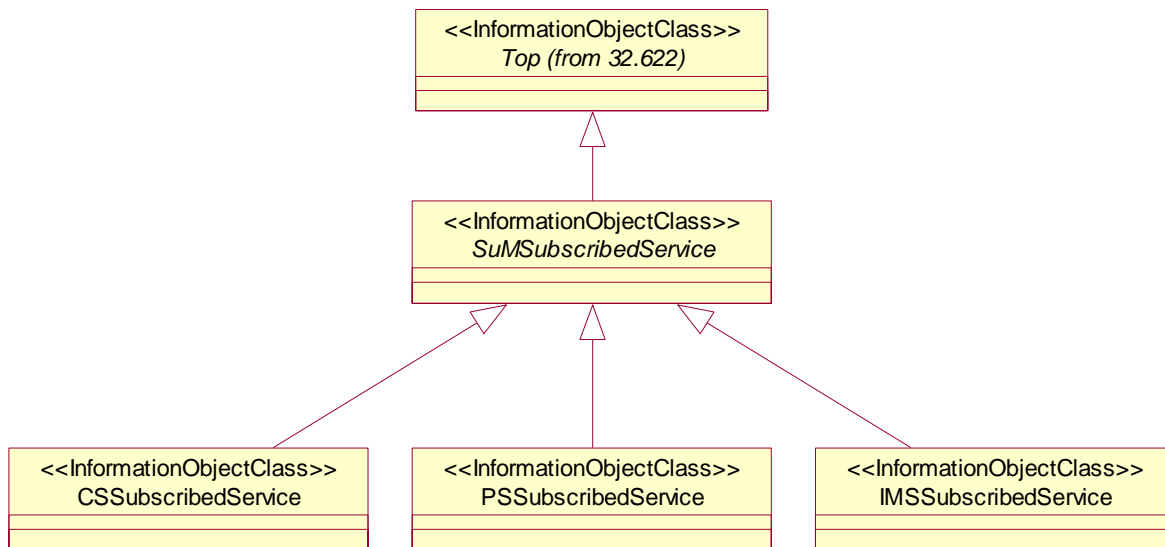 <<InformationObjectClass>>
Top (from 32.622)
<<InformationObjectClass>>
SuMSubscribedService
<<InformationObjectClass>>
CSSubscribedService
<<InformationObjectClass>>
PSSubscribedService
<<InformationObjectClass>>
IMSSubscribedService